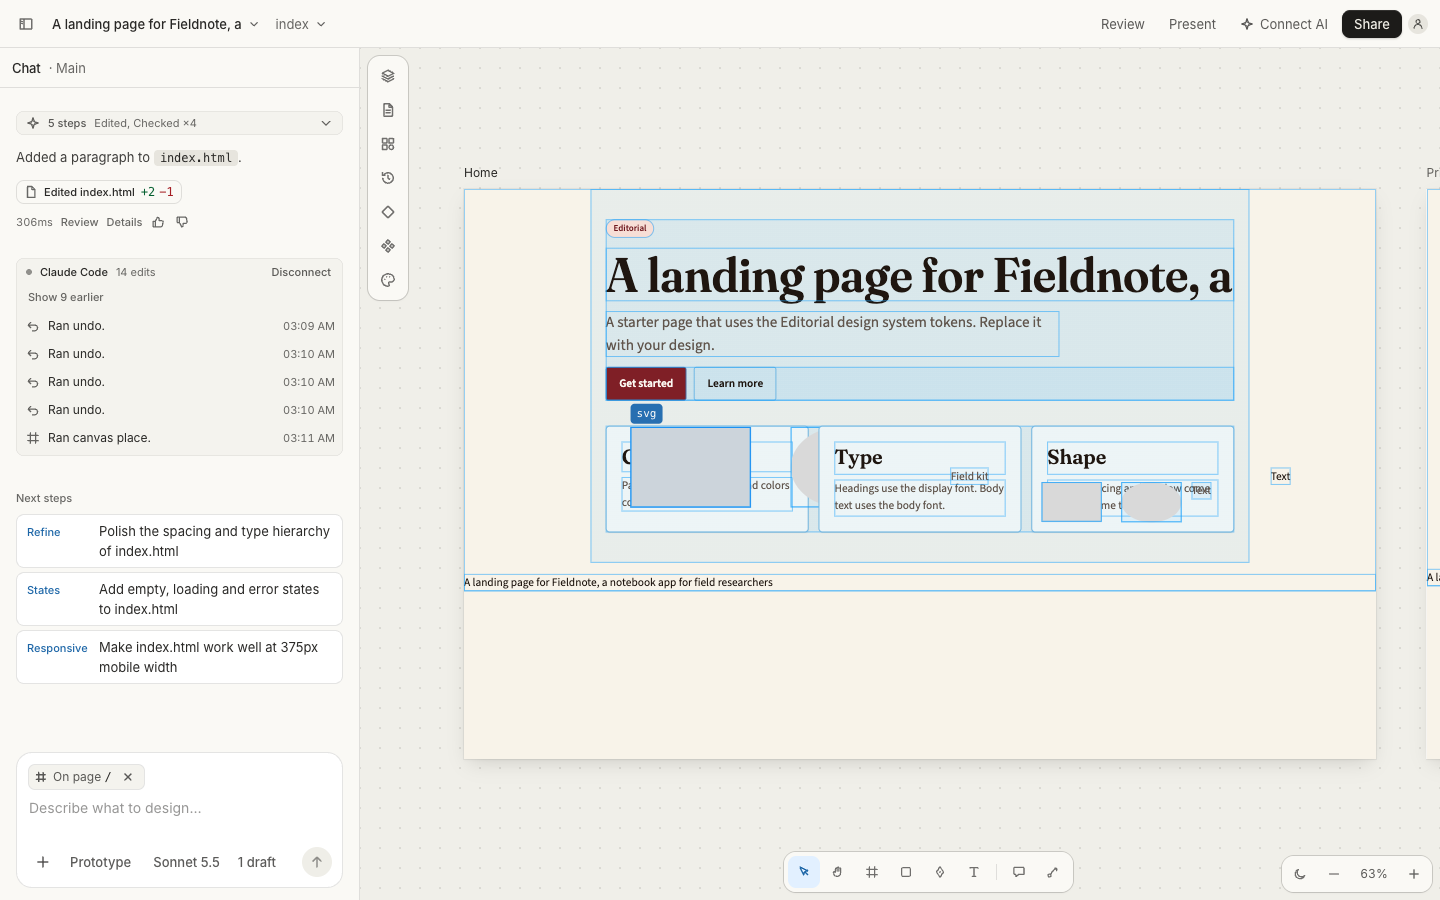 A landing page for Fieldnote, a
index
Review
Present
Connect AI
Share
Chat · Main
5 steps Edited, Checked ×4
Added a paragraph to index.html.
Edited index.html +2 −1
306ms Review Details
Claude Code 14 edits Disconnect
Show 9 earlier
Ran undo. 03:09 AM
Ran undo. 03:10 AM
Ran undo. 03:10 AM
Ran undo. 03:10 AM
Ran canvas place. 03:11 AM
Next steps
Refine Polish the spacing and type hierarchy
of index.html
States Add empty, loading and error states
to index.html
Responsive Make index.html work well at 375px
mobile width
On page /
Describe what to design...
Prototype Sonnet 5.5 1 draft
Home
Editorial
A landing page for Fieldnote, a
A starter page that uses the Editorial design system tokens. Replace it
with your design.
Get started
Learn more
svg
colors
Type
Field kit
Headings use the display font. Body
text uses the body font.
Shape
Text
Text
A landing page for Fieldnote, a notebook app for field researchers
63%